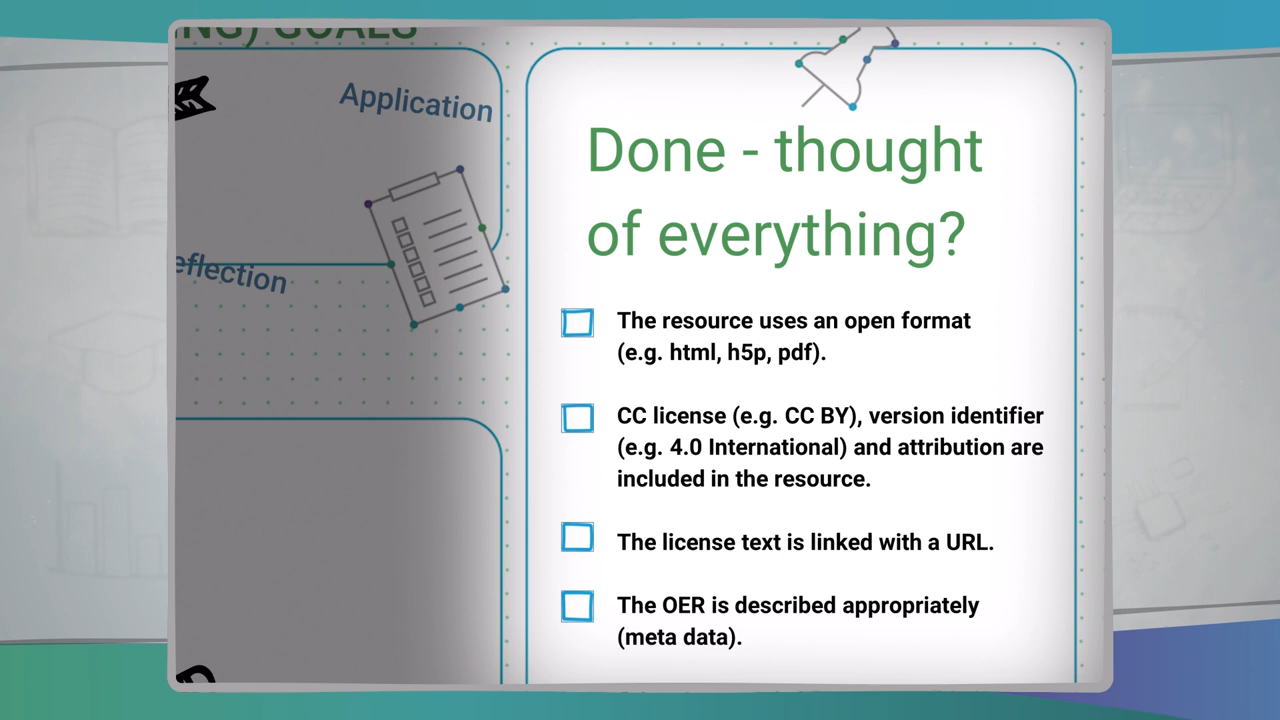 ING) GOALS
Application
eflection
Done - thought
of everything?
The resource uses an open format
(e.g. html, h5p, pdf).
CC license (e.g. CC BY), version identifier
(e.g. 4.0 International) and attribution are
included in the resource.
The license text is linked with a URL.
The OER is described appropriately
(meta data).